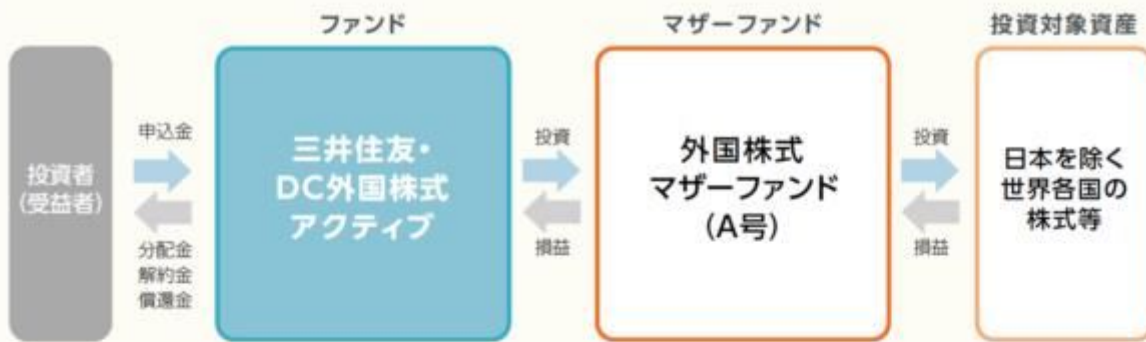 ファンド
マザーファンド
投資対象資産
投資者
(受益者)
申込金
分配金
解約金
償還金
三井住友・
DC外国株式
アクティブ
投資
損益
外国株式
マザーファンド
(A号)
投資
損益
日本を除く
世界各国の
株式等